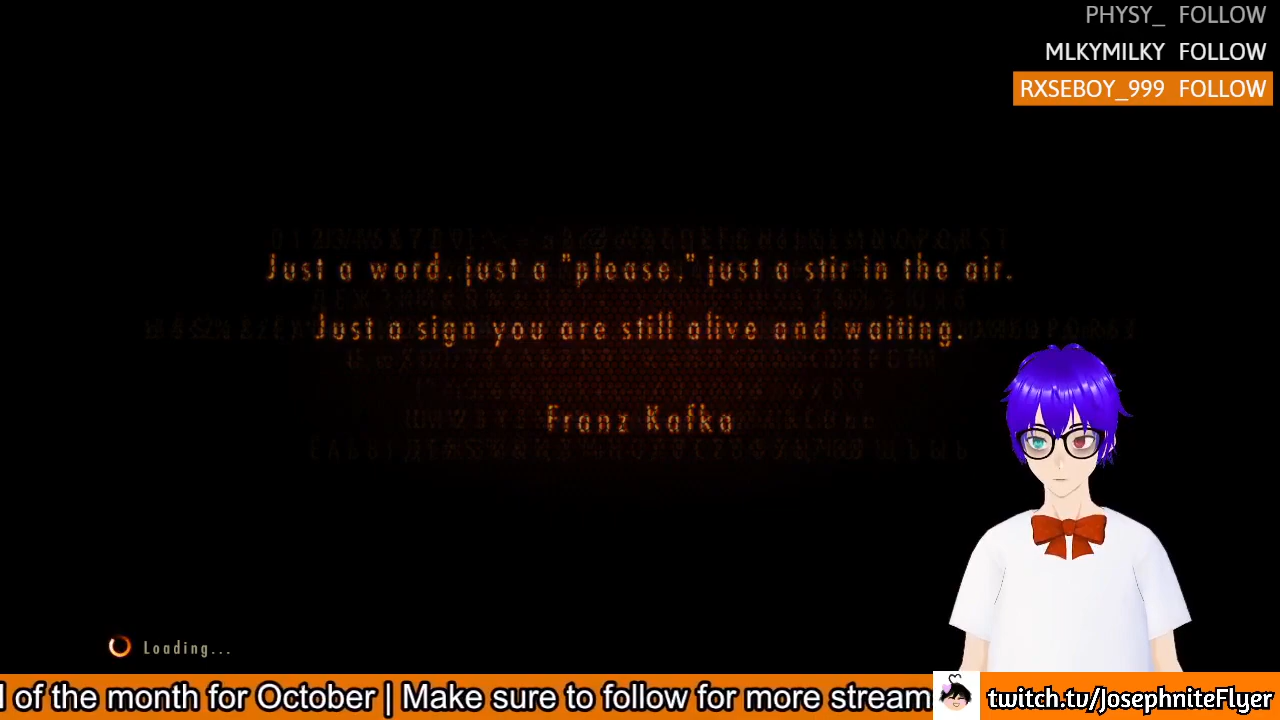 PHYSY_ FOLLOW
MLKYMILKY FOLLOW
RXSEBOY_999 FOLLOW
Just a word, just a "please," just a stir in the air.
Just a sign you are still alive and waiting.
Franz Kafka
Loading...
of the month for October | Make sure to follow for more stream
twitch.tv/JosephniteFlyer